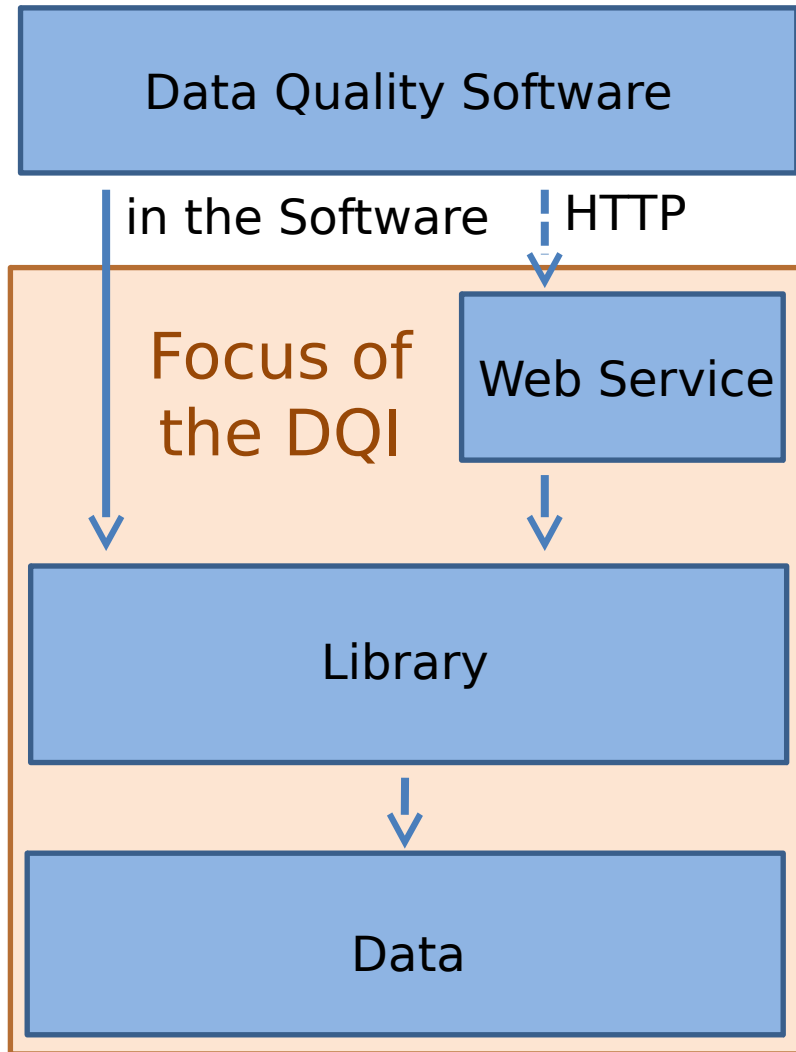 Data Quality Software
in the Software
HTTP
Focus of
the DQI
Web Service
Library
Data